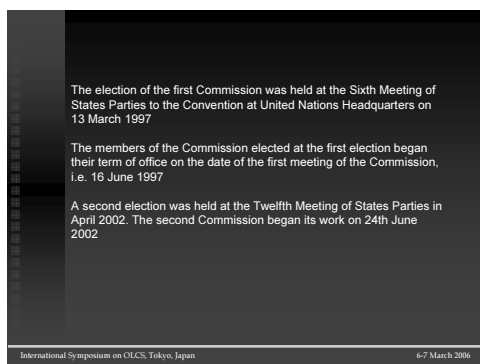 The election of the first Commission was held at the Sixth Meeting of
States Parties to the Convention at United Nations Headquarters on
13 March 1997
The members of the Commission elected at the first election began
their term of office on the date of the first meeting of the Commission,
i.e. 16 June 1997
A second election was held at the Twelfth Meeting of States Parties in
April 2002. The second Commission began its work on 24th June
2002
International Symposium on OLCS, Tokyo, Japan
6-7 March 2006